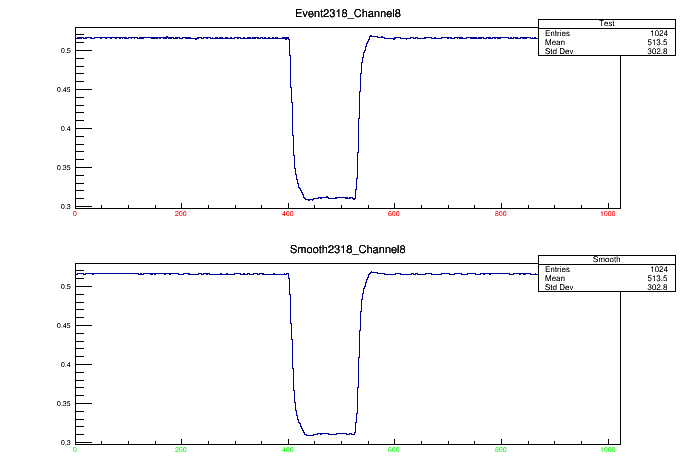 Event2318_Channel8
Test
Entries 1024
Mean 513.5
Std Dev 302.8
0.5
0.45
0.4
0.35
0.3
0 200 400 600 800 1000
Smooth2318_Channel8
Smooth
Entries 1024
Mean 513.5
Std Dev 302.8
0.5
0.45
0.4
0.35
0.3
0 200 400 600 800 1000